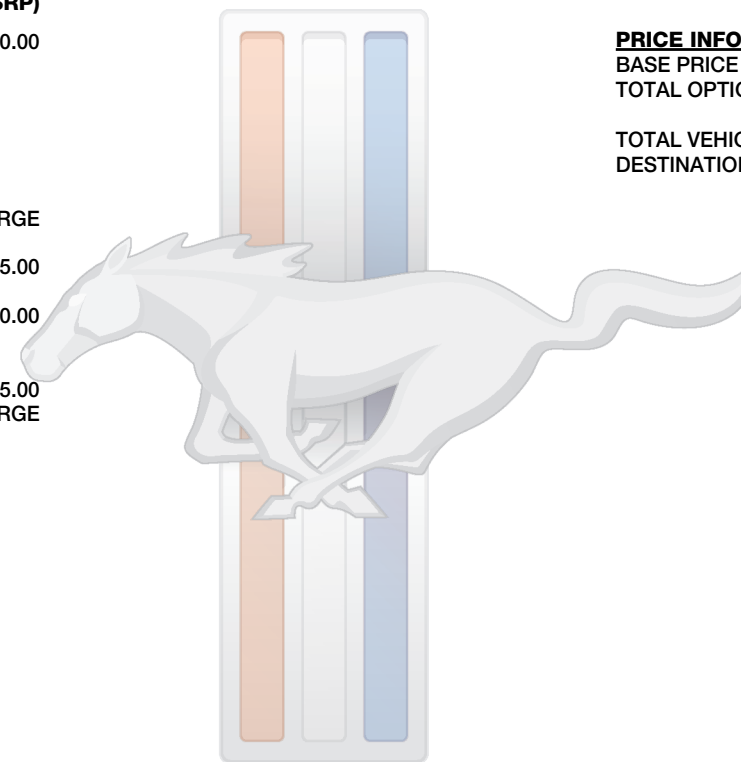 SRP)
0.00
RGE
5.00
0.00
5.00
RGE
PRICE INFO
BASE PRICE
TOTAL OPTIO
TOTAL VEHIC
DESTINATION